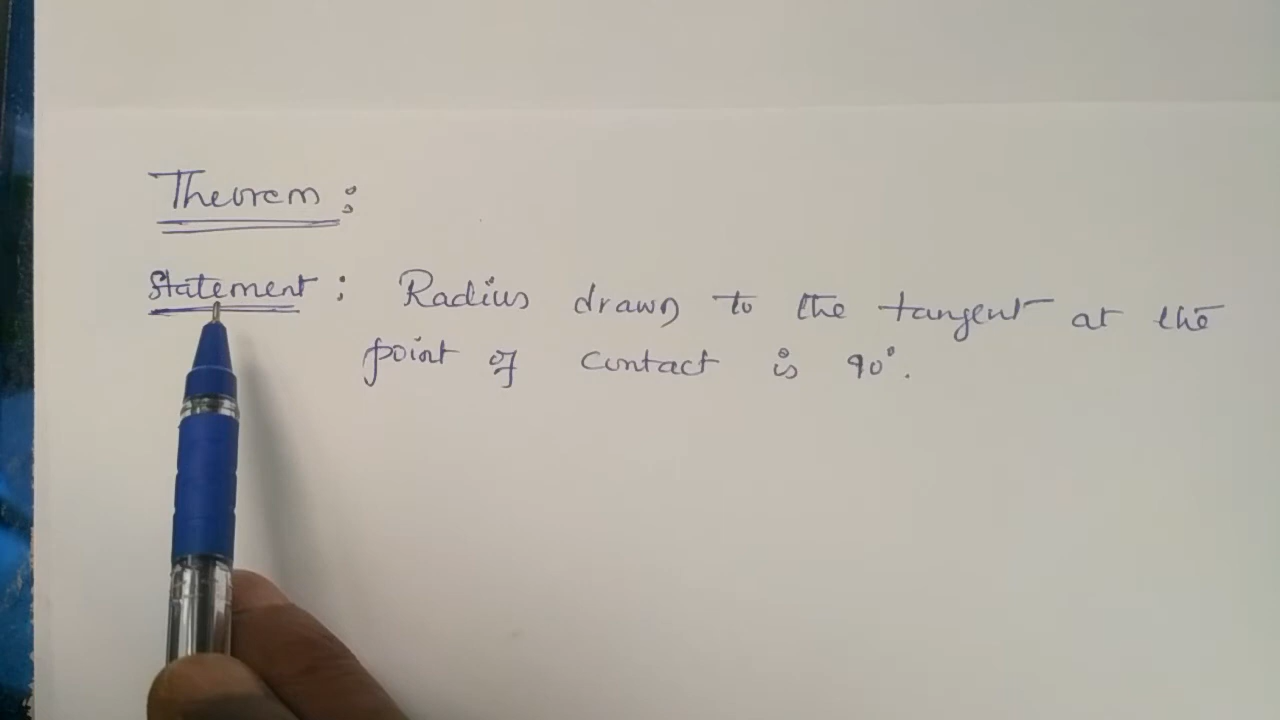 Theorem :
Statement : Radius drawn to the tangent at the
point of contact is 90°.